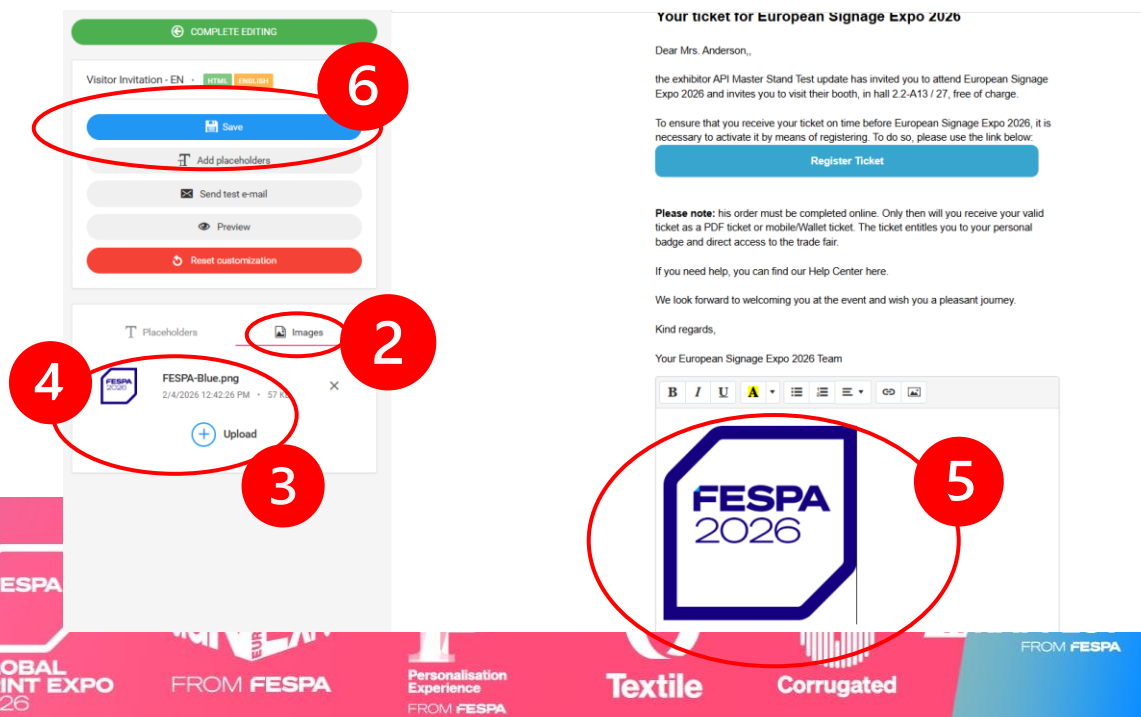 COMPLETE EDITING
Visitor Invitation - EN · HTML ENGLISH
6
Save
Add placeholders
Send test e-mail
Preview
Reset customization
Placeholders
Images
2
4
FESPA
2026
FESPA-Blue.png
2/4/2026 12:42:26 PM · 57 KB
Upload
3
Your ticket for European Signage Expo 2026
Dear Mrs. Anderson,,
the exhibitor API Master Stand Test update has invited you to attend European Signage
Expo 2026 and invites you to visit their booth, in hall 2.2-A13 / 27, free of charge.
To ensure that you receive your ticket on time before European Signage Expo 2026, it is
necessary to activate it by means of registering. To do so, please use the link below:
Register Ticket
Please note: his order must be completed online. Only then will you receive your valid
ticket as a PDF ticket or mobile/Wallet ticket. The ticket entitles you to your personal
badge and direct access to the trade fair.
If you need help, you can find our Help Center here.
We look forward to welcoming you at the event and wish you a pleasant journey.
Kind regards,
Your European Signage Expo 2026 Team
B I U A
FESPA
2026
5
ESPA
OBAL
INT EXPO
26
EUR
FROM FESPA
Personalisation
Experience
FROM FESPA
Textile
Corrugated
FROM FESPA